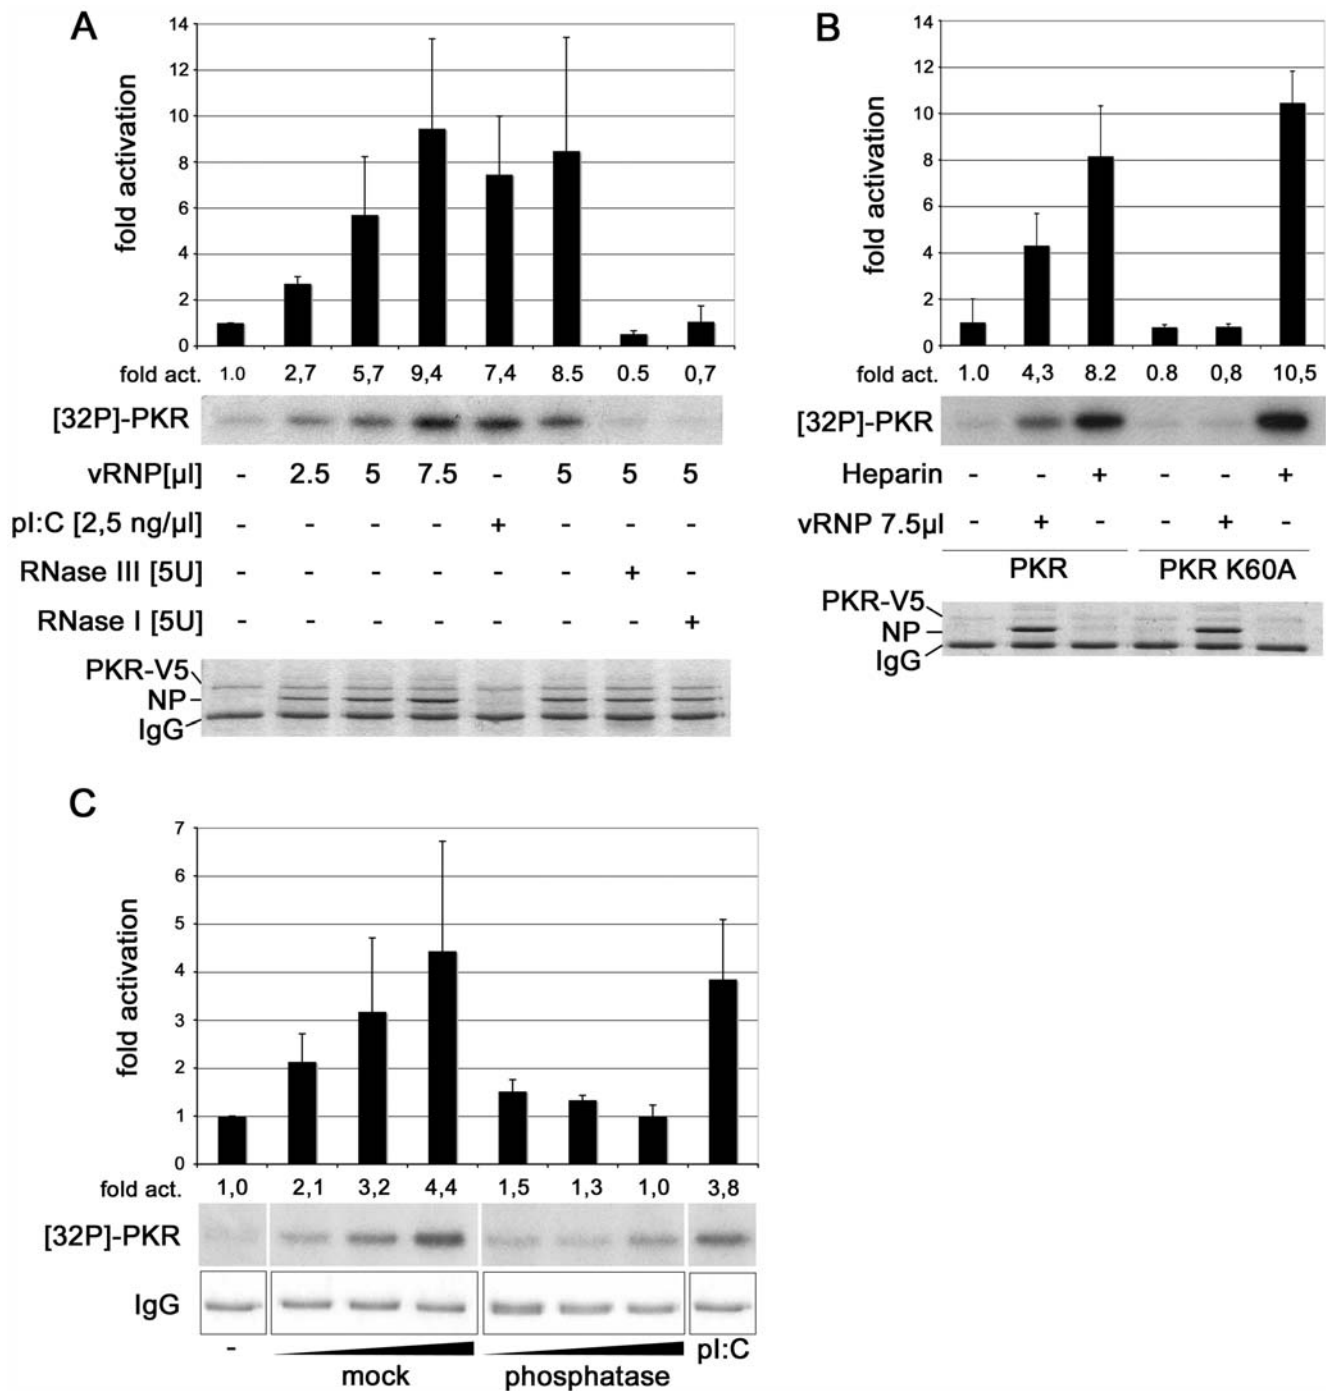 A
14
12
10
8
6
4
2
0
fold activation
fold act. 1.0 2,7 5,7 9,4 7,4 8.5 0.5 0,7
[32P]-PKR
vRNP[µl] - 2.5 5 7.5 - 5 5 5
pI:C [2,5 ng/µl] - - - - + - - -
RNase III [5U] - - - - - - + -
RNase I [5U] - - - - - - - +
PKR-V5
NP
IgG
B
14
12
10
8
6
4
2
0
fold activation
fold act. 1.0 4,3 8.2 0.8 0,8 10,5
[32P]-PKR
Heparin - - + - - +
vRNP 7.5µl - + - - + -
PKR PKR K60A
PKR-V5
NP
IgG
C
7
6
5
4
3
2
1
0
fold activation
fold act. 1,0 2,1 3,2 4,4 1,5 1,3 1,0 3,8
[32P]-PKR
IgG
- mock phosphatase pI:C